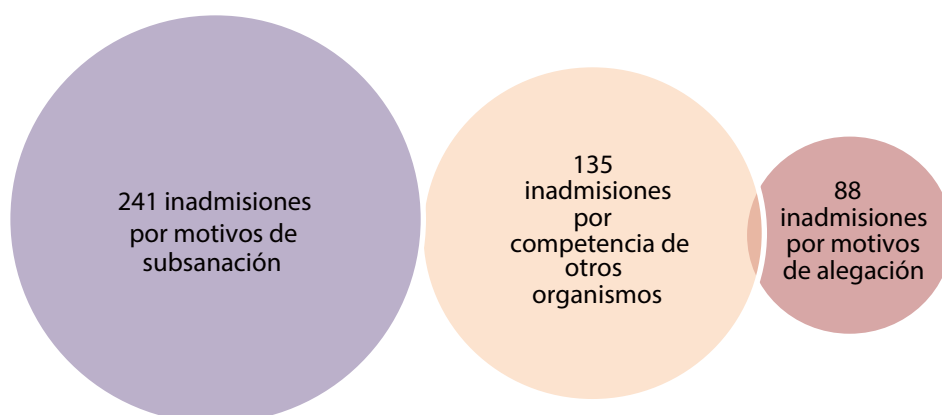 241 inadmisiones
por motivos de
subsanación
135
inadmisiones
por
competencia de
otros
organismos
88
inadmisiones
por motivos
de alegación